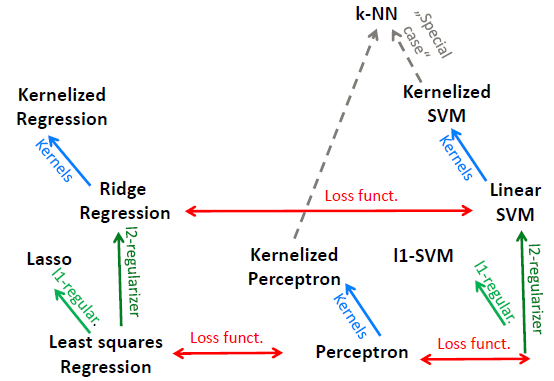 k-NN
„Special
case“
Kernelized
SVM
Kernelized
Regression
Kernels
Kernels
Ridge
Regression
Loss funct.
Linear
SVM
Lasso
l1-regular.
l2-regularizer
Kernelized
Perceptron
l1-SVM
l1-regular.
l2-regularizer
Kernels
Least squares
Regression
Loss funct.
Perceptron
Loss funct.